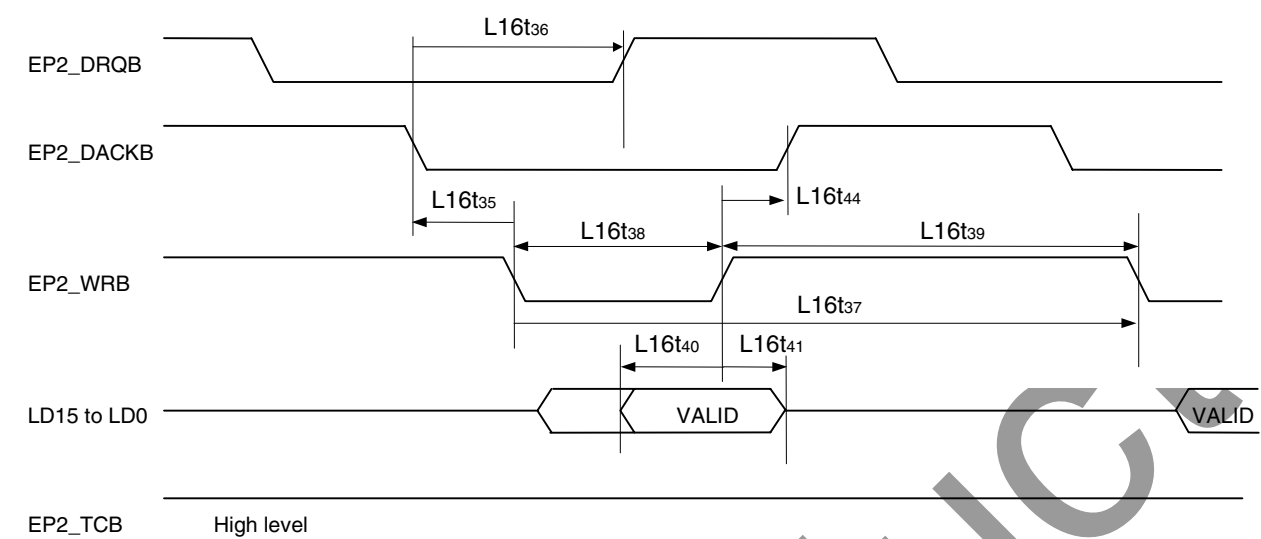 L16t36
EP2_DRQB
EP2_DACKB
L16t35
L16t44
L16t38
L16t39
EP2_WRB
L16t37
L16t40
L16t41
LD15 to LD0
VALID
VALID
EP2_TCB
High level